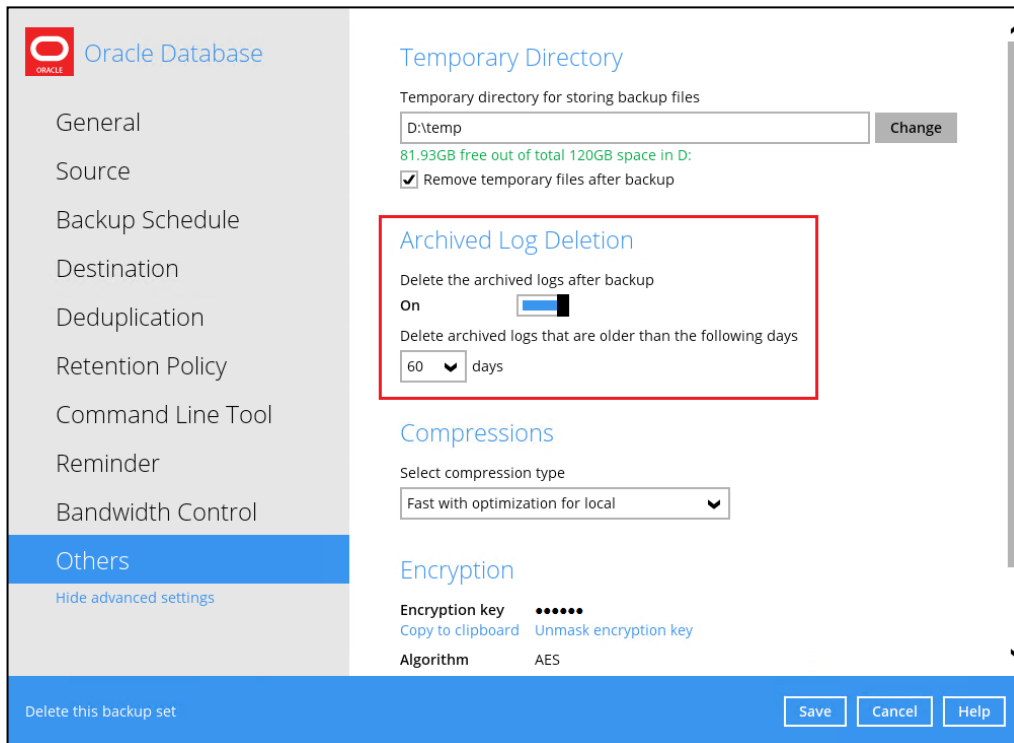 ORACLE
Oracle Database
General
Source
Backup Schedule
Destination
Deduplication
Retention Policy
Command Line Tool
Reminder
Bandwidth Control
Others
Hide advanced settings
Temporary Directory
Temporary directory for storing backup files
D:\temp
Change
81.93GB free out of total 120GB space in D:
Remove temporary files after backup
Archived Log Deletion
Delete the archived logs after backup
On
Delete archived logs that are older than the following days
60 days
Compressions
Select compression type
Fast with optimization for local
Encryption
Encryption key ••••••
Copy to clipboard Unmask encryption key
Algorithm AES
Delete this backup set
Save Cancel Help